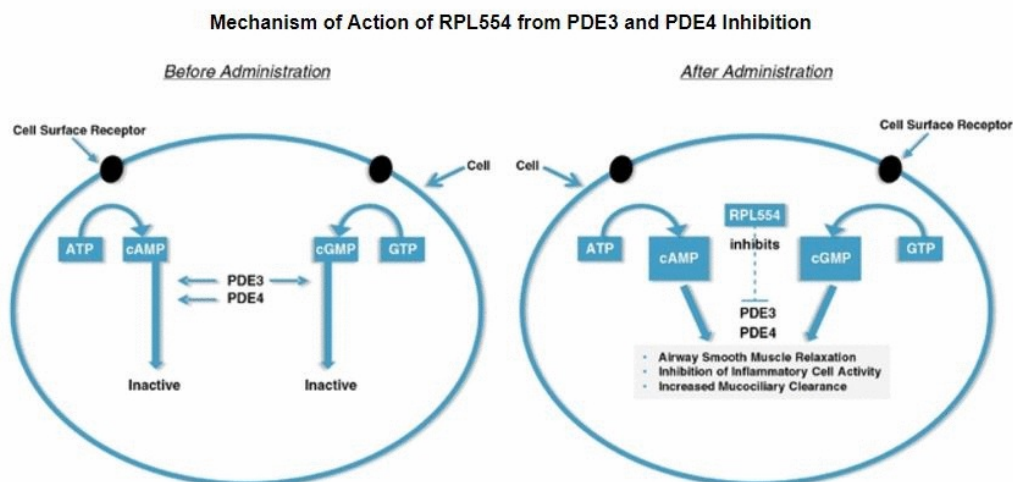 Mechanism of Action of RPL554 from PDE3 and PDE4 Inhibition
Before Administration
Cell Surface Receptor
Cell
ATP
cAMP
cGMP
GTP
PDE3
PDE4
Inactive
Inactive
After Administration
Cell Surface Receptor
Cell
RPL554
ATP
cAMP
inhibits
cGMP
GTP
PDE3
PDE4
• Airway Smooth Muscle Relaxation
• Inhibition of Inflammatory Cell Activity
• Increased Mucociliary Clearance